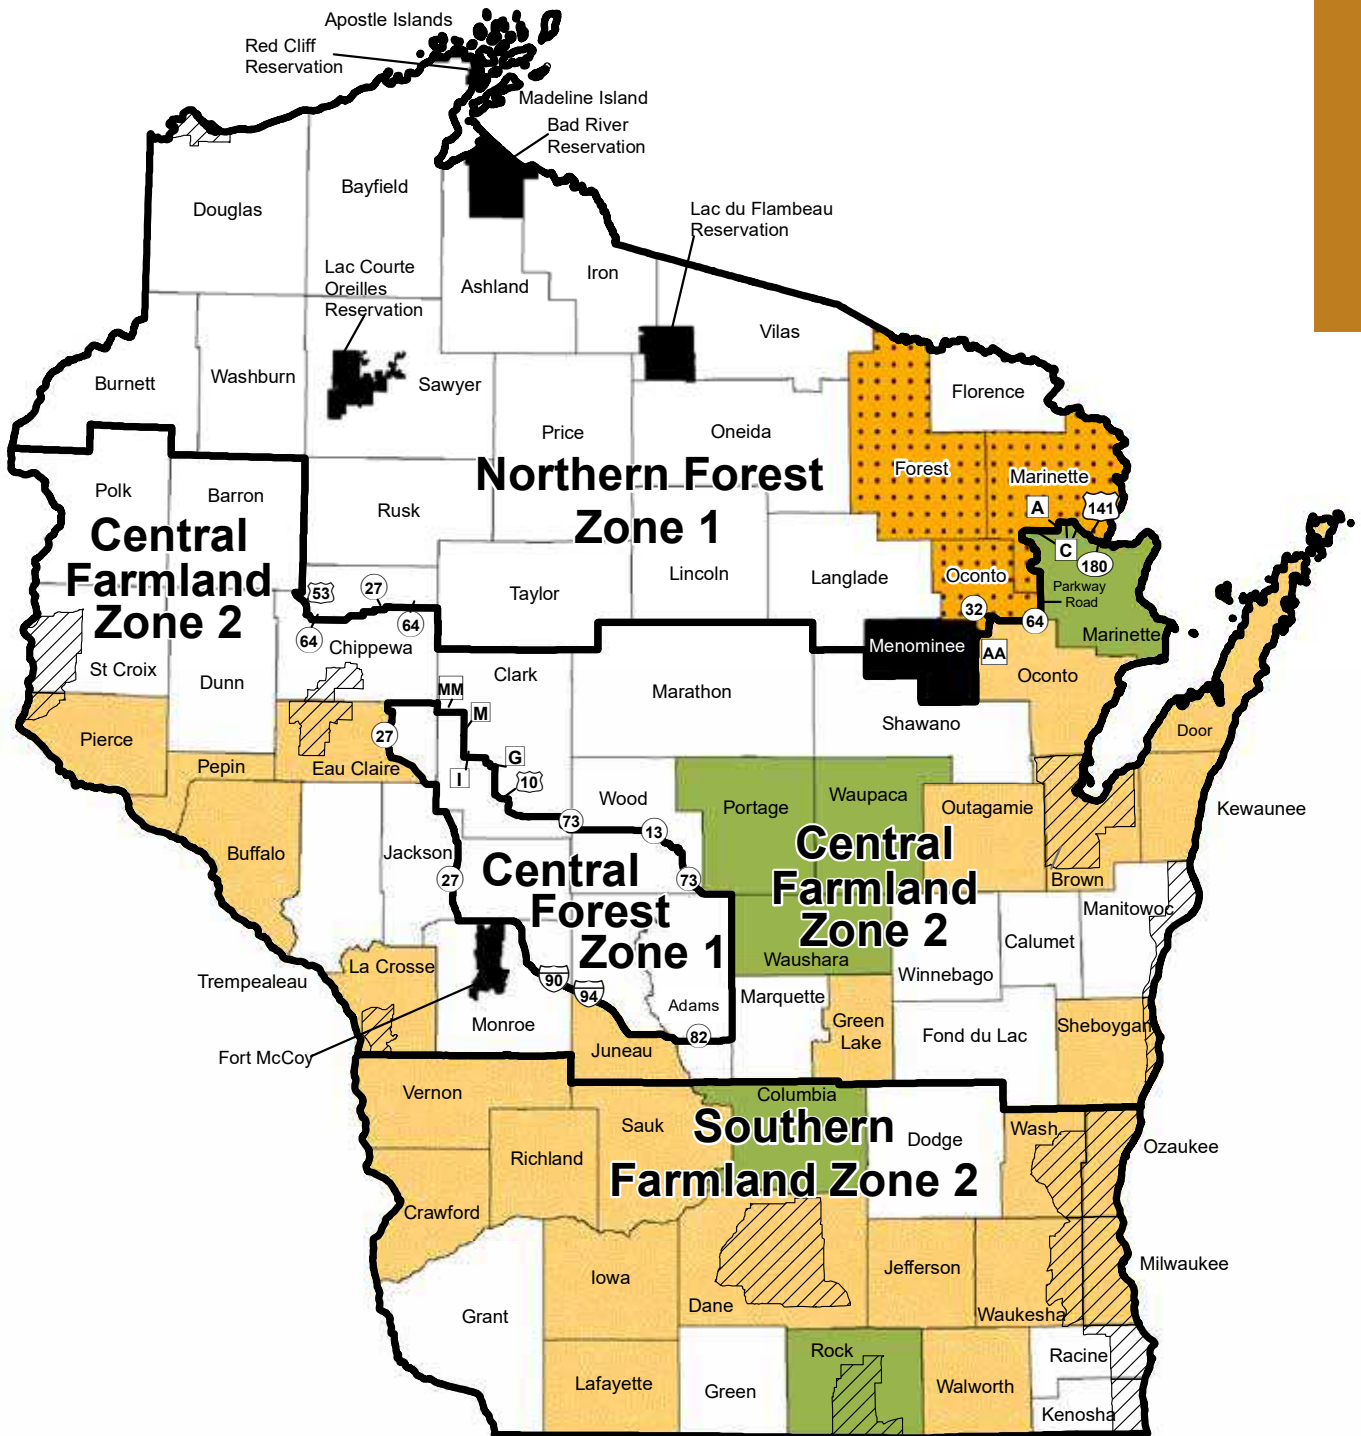 Apostle Islands
Red Cliff
Reservation
Madeline Island
Bad River
Reservation
Bayfield
Douglas
Lac du Flambeau
Reservation
Lac Courte
Oreilles
Reservation
Ashland
Iron
Vilas
Burnett
Washburn
Sawyer
Florence
Price
Oneida
Forest
Marinette
Northern Forest
Zone 1
Polk
Barron
Rusk
A
141
Central
Farmland
Zone 2
C
180
Lincoln
Langlade
Oconto
Parkway
Road
Taylor
53
27
32
64
64
64
Chippewa
Marinette
Menominee
AA
St Croix
Dunn
Clark
Marathon
Oconto
MM
M
Shawano
Pierce
27
Door
Pepin
Eau Claire
I
G
10
Wood
Portage
Waupaca
Outagamie
Kewaunee
73
13
Buffalo
Jackson
27
Central
Forest
Zone 1
73
Central
Farmland
Zone 2
Brown
Manitowoc
Calumet
Waushara
Winnebago
La Crosse
Trempealeau
90
94
Adams
Marquette
Monroe
Green
Lake
Fond du Lac
Sheboygan
82
Juneau
Fort McCoy
Vernon
Columbia
Sauk
Southern
Farmland Zone 2
Dodge
Wash.
Ozaukee
Richland
Crawford
Iowa
Jefferson
Milwaukee
Dane
Waukesha
Grant
Rock
Racine
Lafayette
Green
Walworth
Kenosha